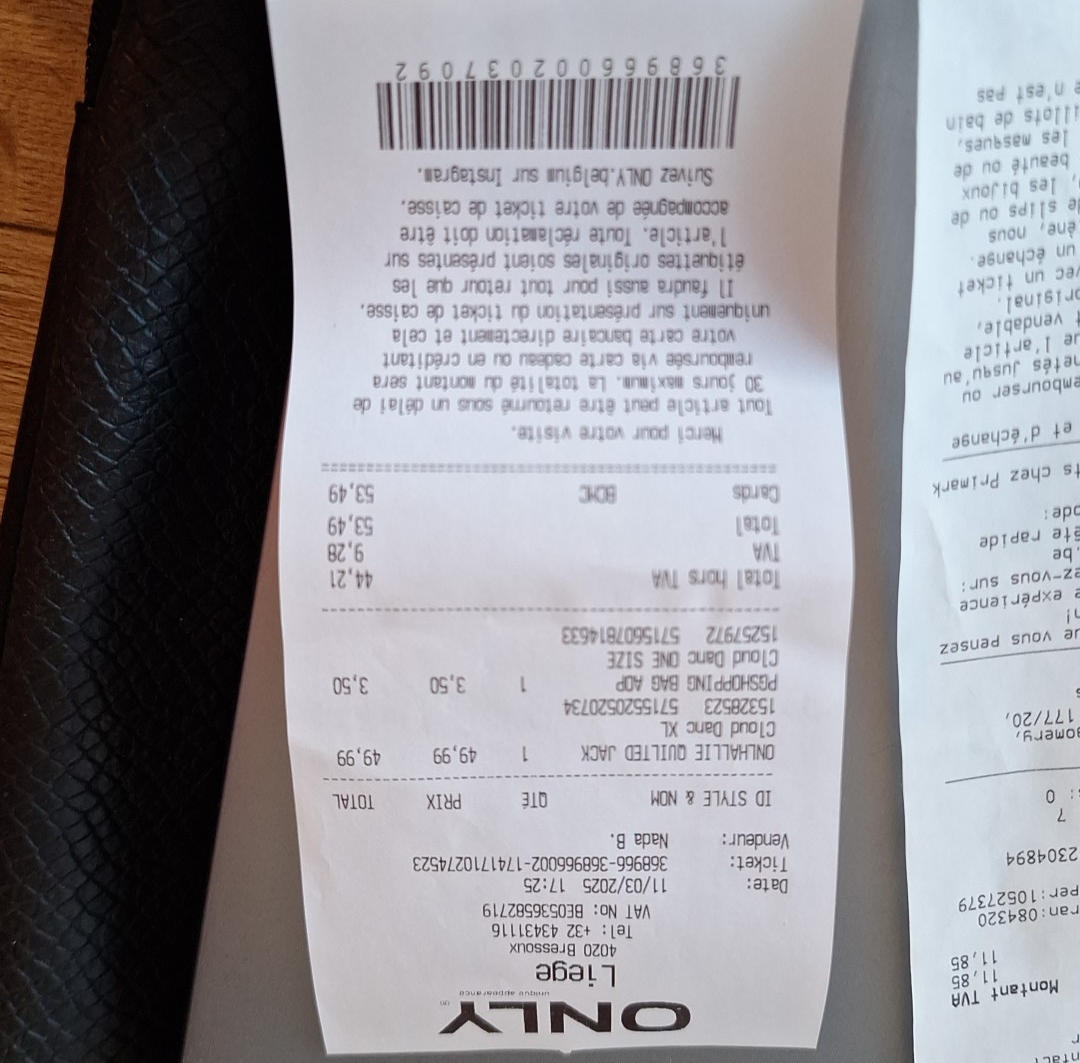 ONLY
unique appearance
Liege
4020 Bressoux
Tel: +32 43431116
VAT No: BE0536582719
Date: 11/03/2025 17:25
Ticket: 368966-368966002-1741710274523
Vendeur: Nada B.
ID STYLE & NOM QTÉ PRIX TOTAL
ONLHALLIE QUILTED JACK 1 49,99 49,99
Cloud Danc XL
15328523 5715520520734
PGSHOPPING BAG AOP 1 3,50 3,50
Cloud Danc ONE SIZE
15257972 5715607814633
Total hors TVA 44,21
TVA 9,28
Total 53,49
Cards BCMC 53,49
Merci pour votre visite.
Tout article peut être retourné sous un délai de
30 jours maximum. La totalité du montant sera
remboursée via carte cadeau ou en créditant
votre carte bancaire directement et cela
uniquement sur présentation du ticket de caisse.
Il faudra aussi pour tout retour que les
étiquettes originales soient présentes sur
l'article. Toute réclamation doit être
accompagnée de votre ticket de caisse.
Suivez ONLY.belgium sur Instagram.
368966002037092
Montant TVA
11,85
11,85
ran:084320
per:10527379
2304894
7
: 0
omery,
177/20,
ue vous pensez
n!
e expérience
ez-vous sur:
.be
ête rapide
ode:
ts chez Primark
et d'échange
embourser ou
hetés jusqu'au
ue l'article
t vendable,
original.
vec un ticket
un échange.
ène, nous
de slips ou de
, les bijoux
beauté ou de
les masques,
illots de bain
e n'est pas